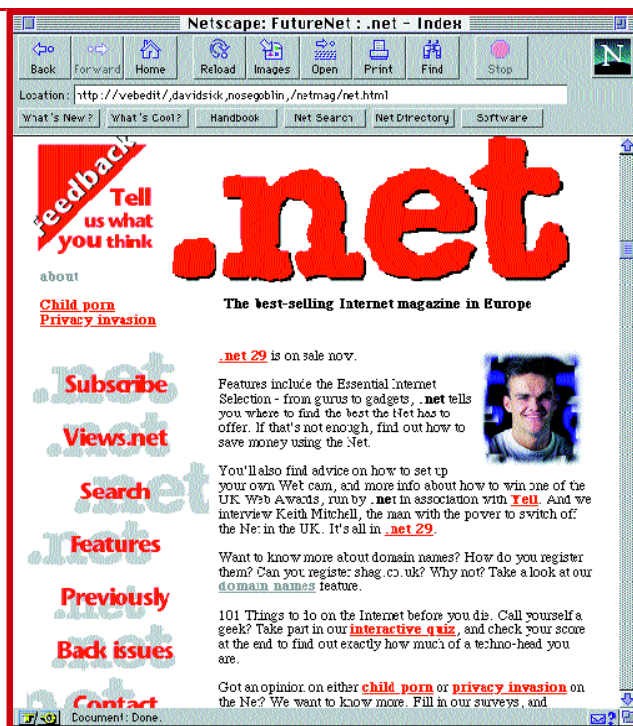 Netscape: FutureNet : .net - Index
Back Forward Home Reload Images Open Print Find Stop
N
Location: http://vebedit/,davidsick,nosegoblin,/netmag/net.html
What's New? What's Cool? Handbook Net Search Net Directory Software
feedback
Tell
us what
you think
.net
about
Child porn
Privacy invasion
The best-selling Internet magazine in Europe
.net Subscribe
.net Views.net
.net Search
.net Features
.net Previously
.net Back issues
.net Contact
.net 29 is on sale now.
Features include the Essential Internet
Selection - from gurus to gadgets, .net tells
you where to find the best the Net has to
offer. If that's not enough, find out how to
save money using the Net.
You'll also find advice on how to set up
your own Web cam, and more info about how to win one of the
UK Web Awards, run by .net in association with Yell. And we
interview Keith Mitchell, the man with the power to switch off
the Net in the UK. It's all in .net 29.
Want to know more about domain names? How do you register
them? Can you register shag.co.uk? Why not? Take a look at our
domain names feature.
101 Things to do on the Internet before you die. Call yourself a
geek? Take part in our interactive quiz, and check your score
at the end to find out exactly how much of a techno-head you
are.
Got an opinion on either child porn or privacy invasion on
the Net? We want to know more. Fill in our surveys, and
Document: Done.
?